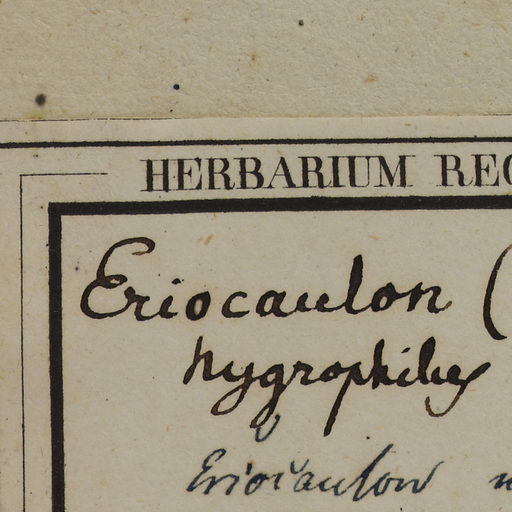 HERBARIUM REG
Eriocaulon (
hygrophilus
Eriocaulon